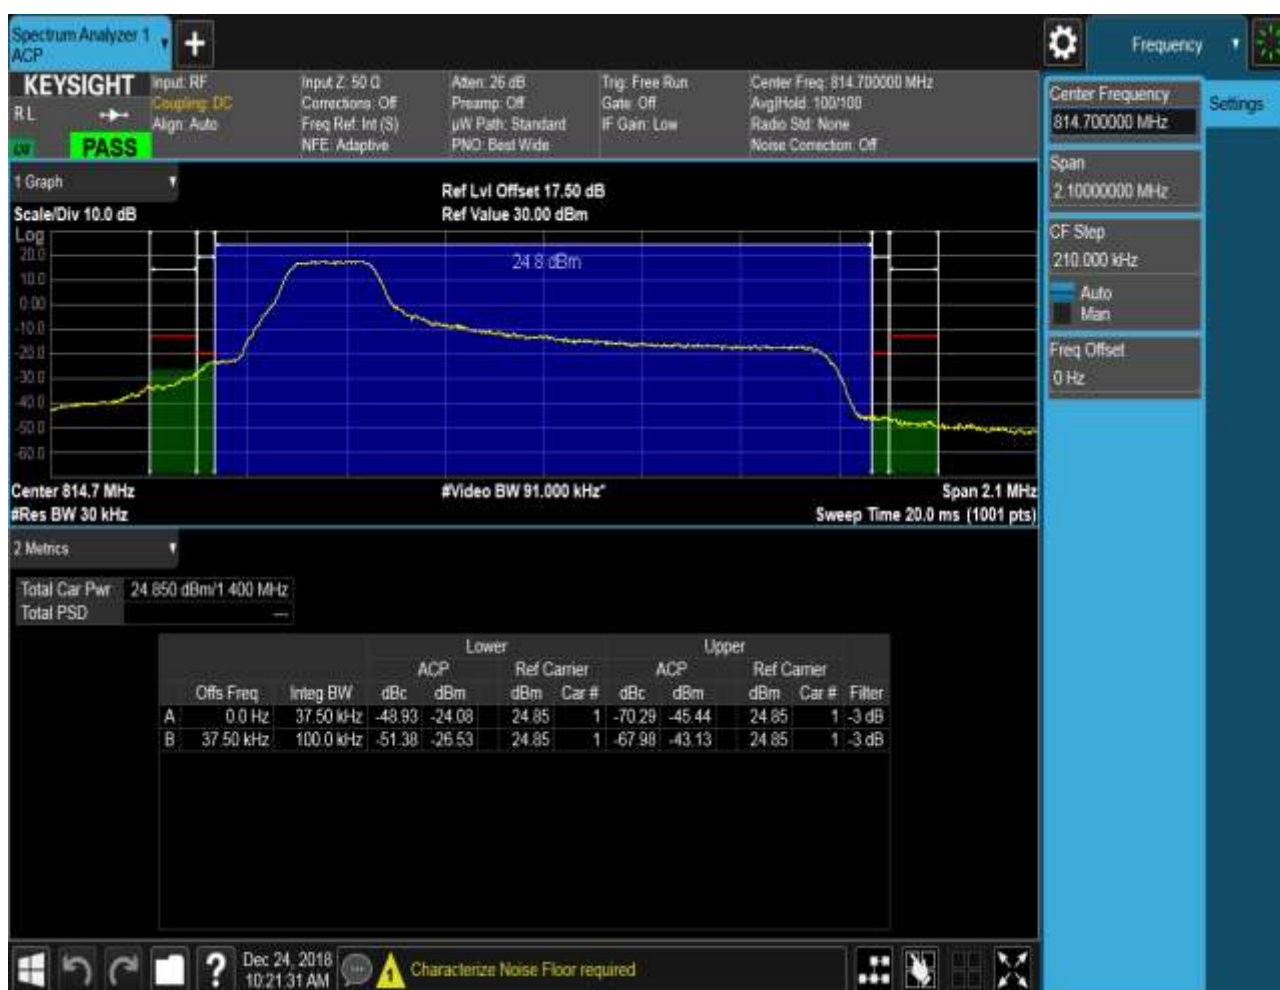 Spectrum Analyzer 1
ACP
+
Frequency
KEYSIGHT
R L
PASS
Input: RF
Coupling: DC
Align: Auto
Input Z: 50 Ω
Corrections: Off
Freq Ref: Int (S)
NFE: Adaptive
Atten: 26 dB
Preamp: Off
µW Path: Standard
PNO: Best Wide
Trig: Free Run
Gate: Off
IF Gain: Low
Center Freq: 814.700000 MHz
Avg|Hold: 100/100
Radio Std: None
Noise Correction: Off
Center Frequency
814.700000 MHz
Settings
Span
2.10000000 MHz
CF Step
210.000 kHz
Auto
Man
Freq Offset
0 Hz
1 Graph
Scale/Div 10.0 dB
Ref Lvl Offset 17.50 dB
Ref Value 30.00 dBm
Log
20.0
10.0
0.00
-10.0
-20.0
-30.0
-40.0
-50.0
-60.0
24.8 dBm
Center 814.7 MHz
#Video BW 91.000 kHz*
Span 2.1 MHz
#Res BW 30 kHz
Sweep Time 20.0 ms (1001 pts)
2 Metrics
Total Car Pwr 24.850 dBm/1.400 MHz
Total PSD ---
Lower Upper
ACP Ref Carrier ACP Ref Carrier
Offs Freq Integ BW dBc dBm dBm Car # dBc dBm dBm Car # Filter
A 0.0 Hz 37.50 kHz -48.93 -24.08 24.85 1 -70.29 -45.44 24.85 1 -3 dB
B 37.50 kHz 100.0 kHz -51.38 -26.53 24.85 1 -67.98 -43.13 24.85 1 -3 dB
?
Dec 24, 2018
10:21:31 AM
1
Characterize Noise Floor required